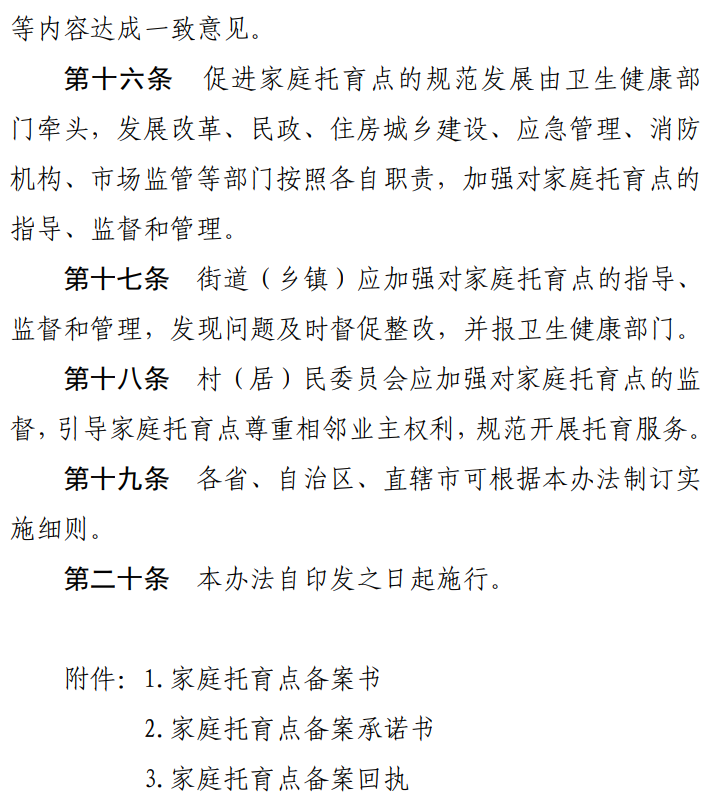 等内容达成一致意见。
第十六条 促进家庭托育点的规范发展由卫生健康部
门牵头，发展改革、民政、住房城乡建设、应急管理、消防
机构、市场监管等部门按照各自职责，加强对家庭托育点的
指导、监督和管理。
第十七条 街道（乡镇）应加强对家庭托育点的指导、
监督和管理，发现问题及时督促整改，并报卫生健康部门。
第十八条 村（居）民委员会应加强对家庭托育点的监
督，引导家庭托育点尊重相邻业主权利，规范开展托育服务。
第十九条 各省、自治区、直辖市可根据本办法制订实
施细则。
第二十条 本办法自印发之日起施行。
附件：1.家庭托育点备案书
2.家庭托育点备案承诺书
3.家庭托育点备案回执